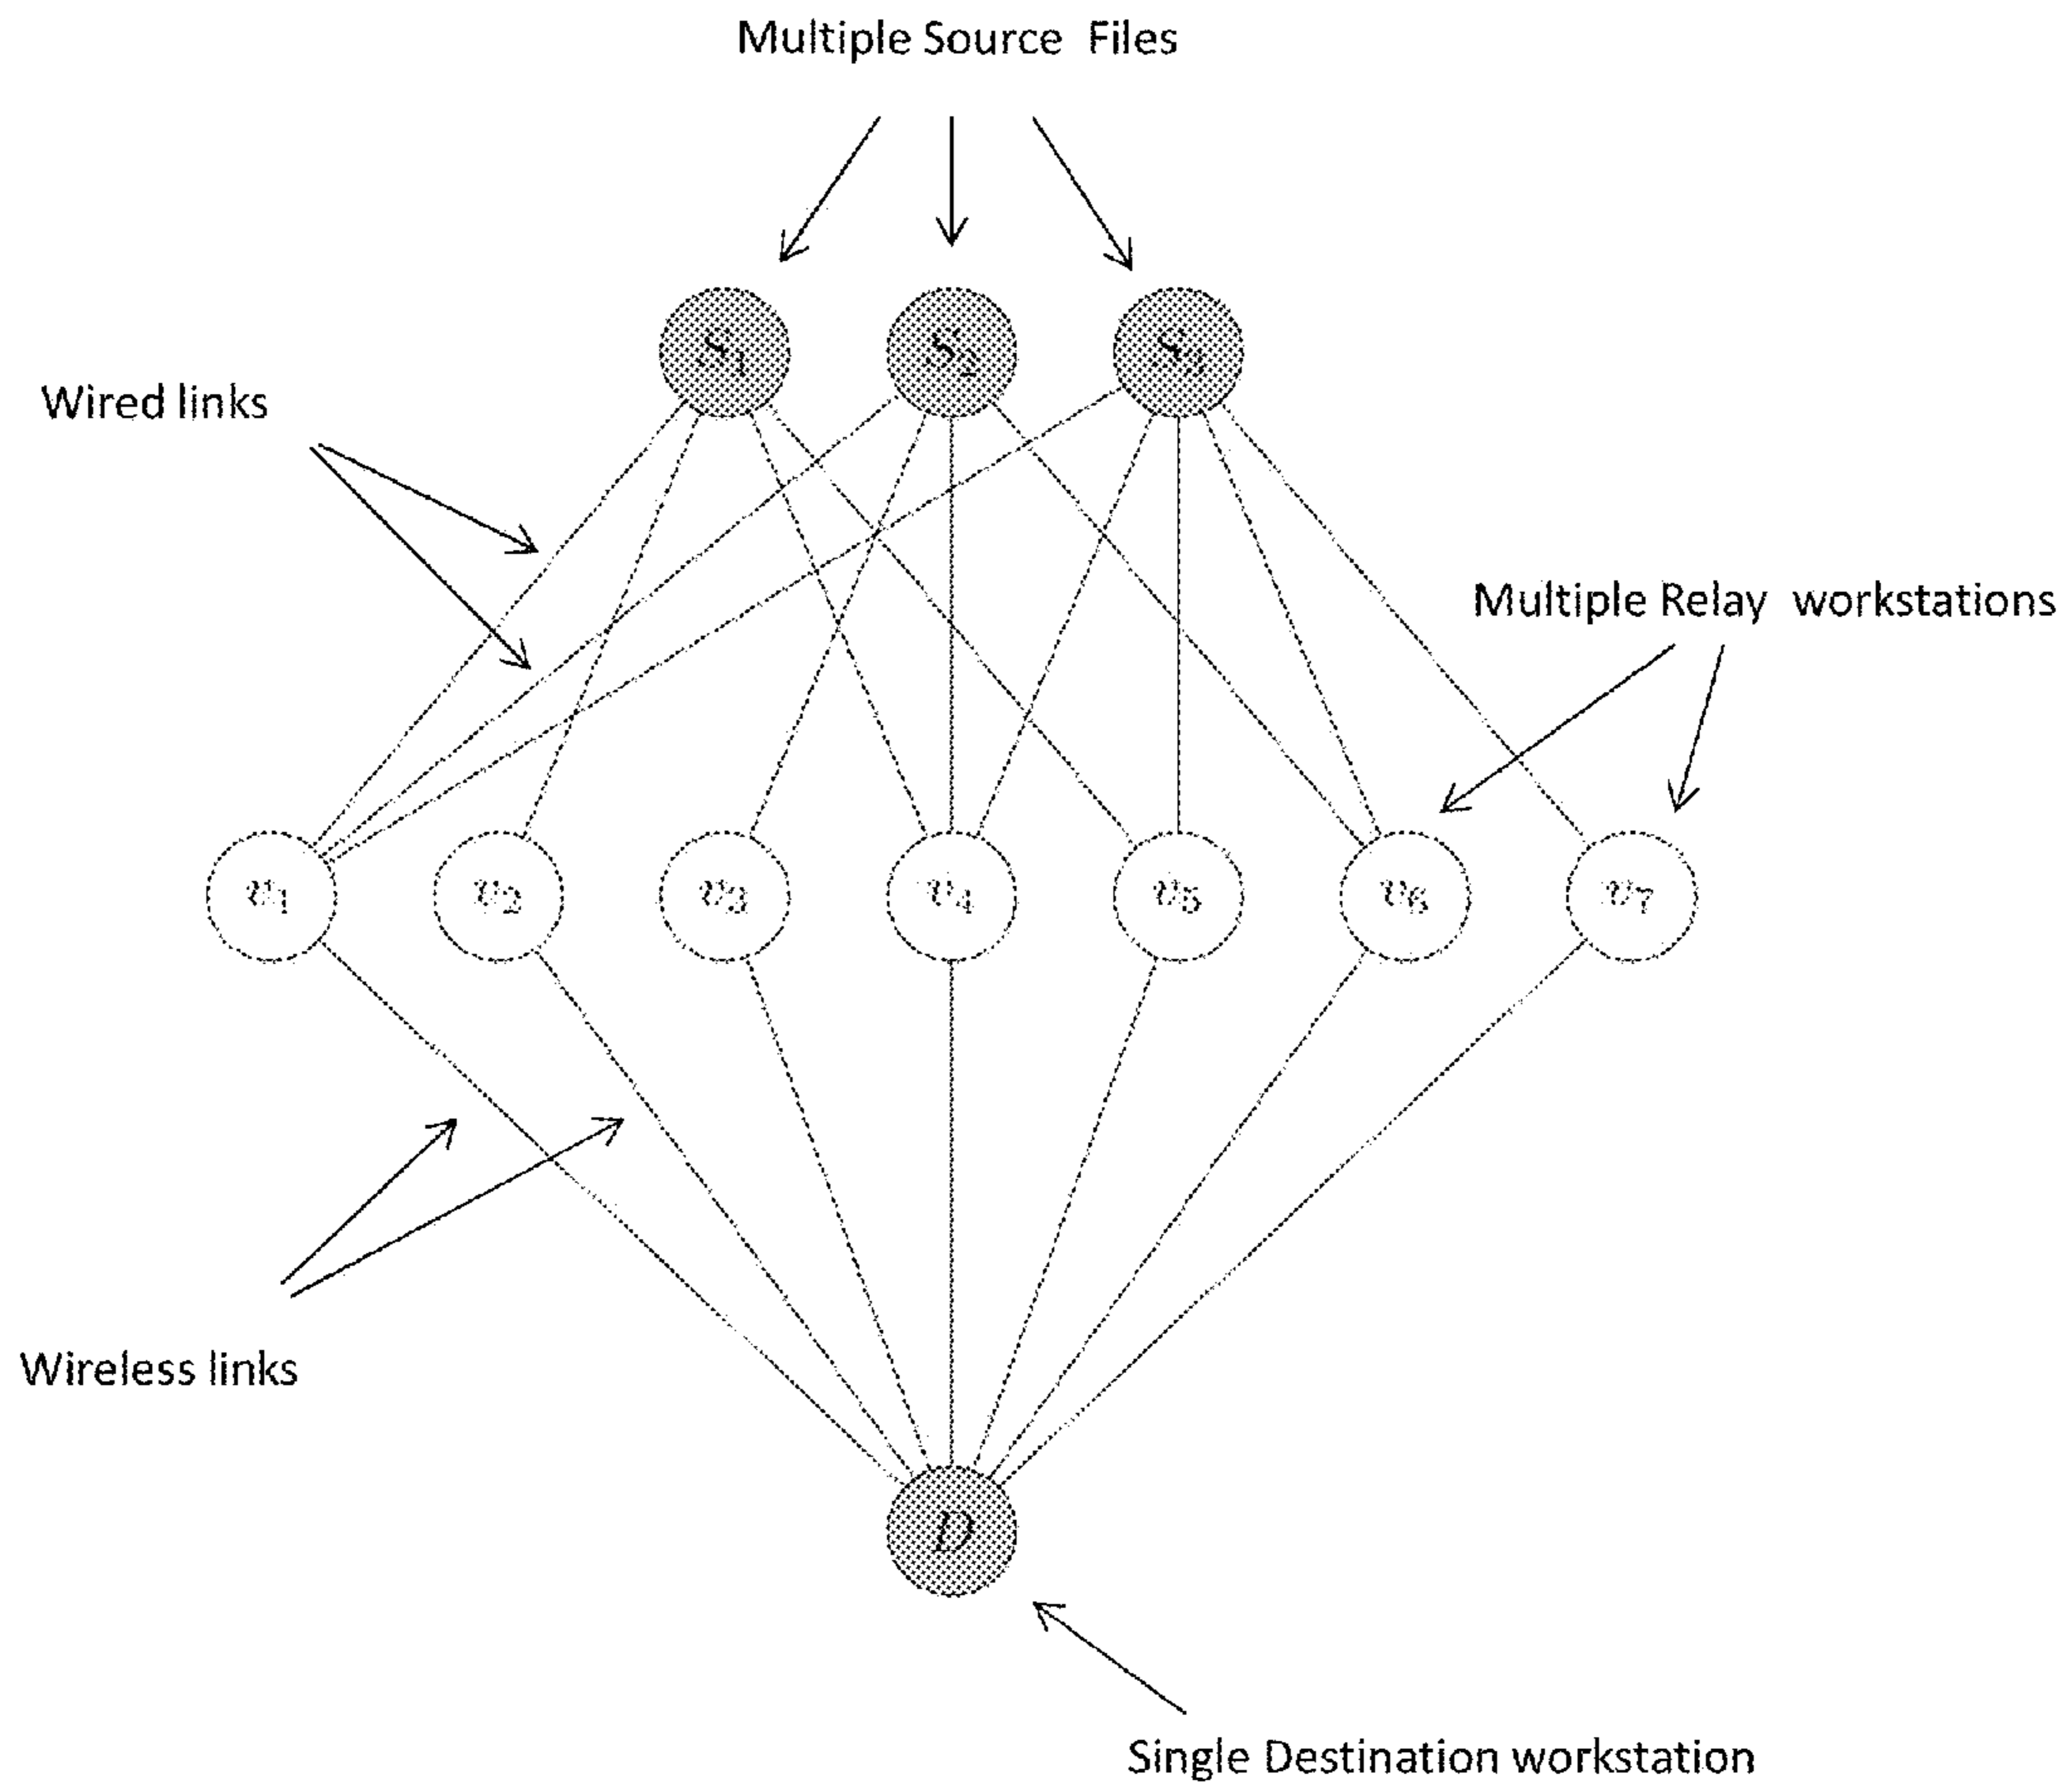 Multiple Source Files
S₁ S₂ S₃
Wired links
Multiple Relay workstations
v₁ v₂ v₃ v₄ v₅ v₆ v₇
Wireless links
D
Single Destination workstation